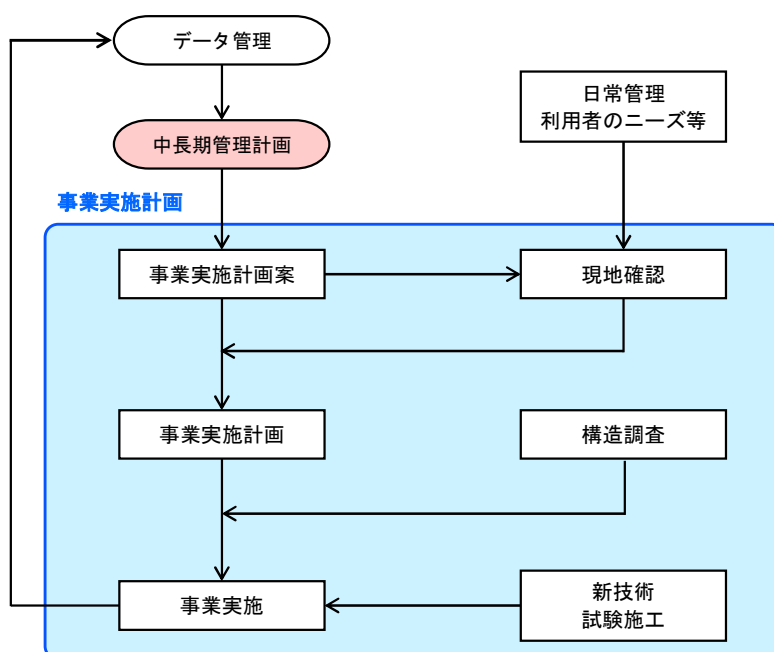 データ管理
日常管理
利用者のニーズ等
中長期管理計画
事業実施計画
事業実施計画案
現地確認
事業実施計画
構造調査
事業実施
新技術
試験施工